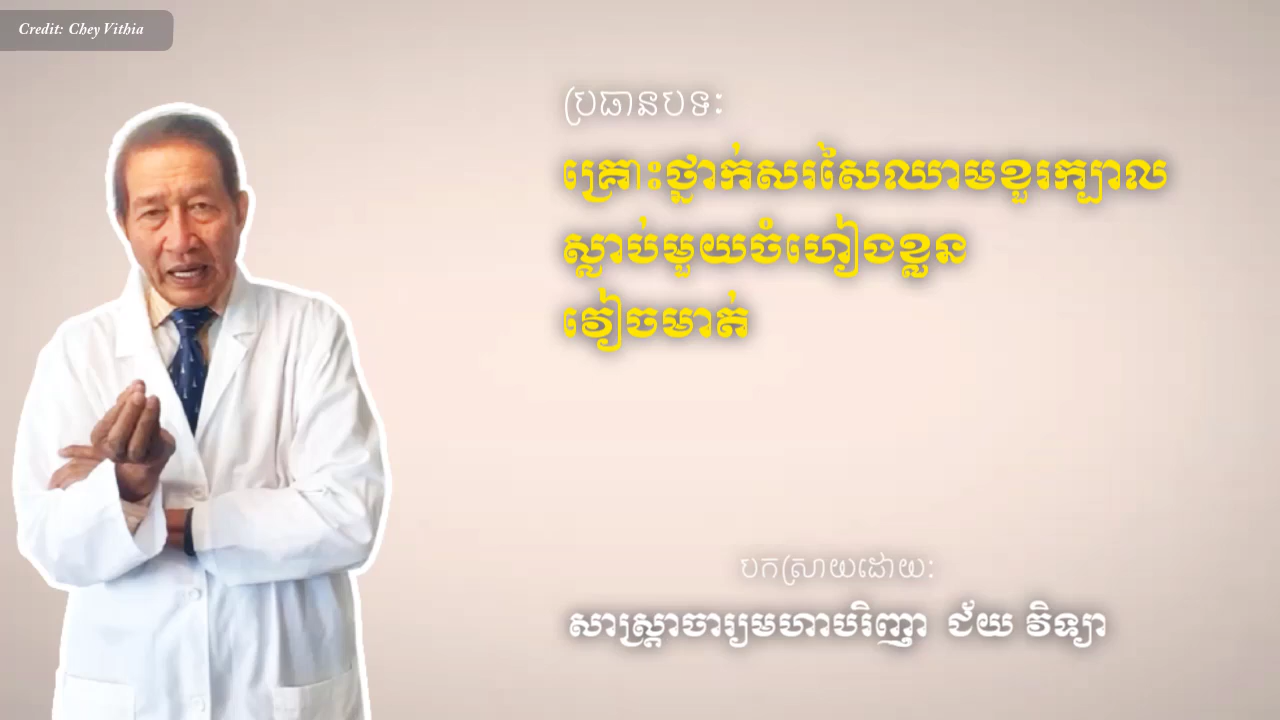 Credit: Chey Vithia
ប្រធានបទ:
គ្រោះថ្នាក់សរសៃឈាមខួរក្បាល
ស្លាប់មួយចំហៀងខ្លួន
វៀចមាត់
បកស្រាយដោយ:
សាស្ត្រាចារ្យមហាបរិញ្ញា ជ័យ វិទ្យា